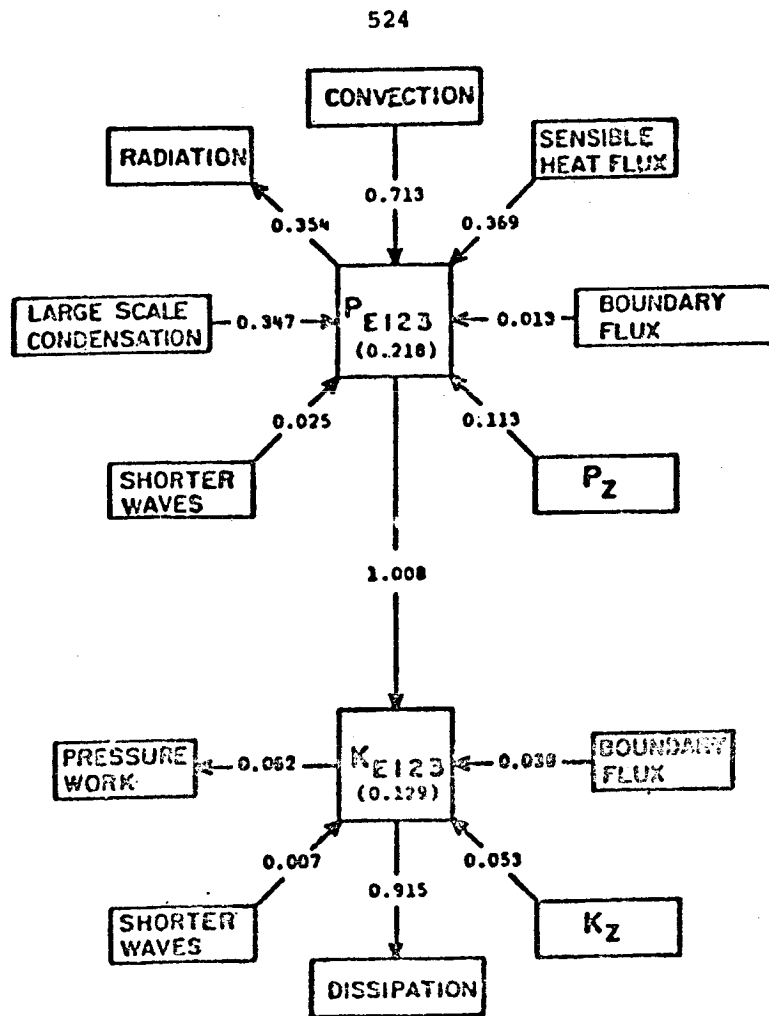 524
CONVECTION
RADIATION
SENSIBLE
HEAT FLUX
0.713
0.354
0.369
LARGE SCALE
CONDENSATION
0.347
P E123
(0.218)
0.013
BOUNDARY
FLUX
0.025
0.113
SHORTER
WAVES
PZ
1.008
PRESSURE
WORK
0.062
K E123
(0.129)
BOUNDARY
FLUX
0.007
0.053
0.915
SHORTER
WAVES
KZ
DISSIPATION